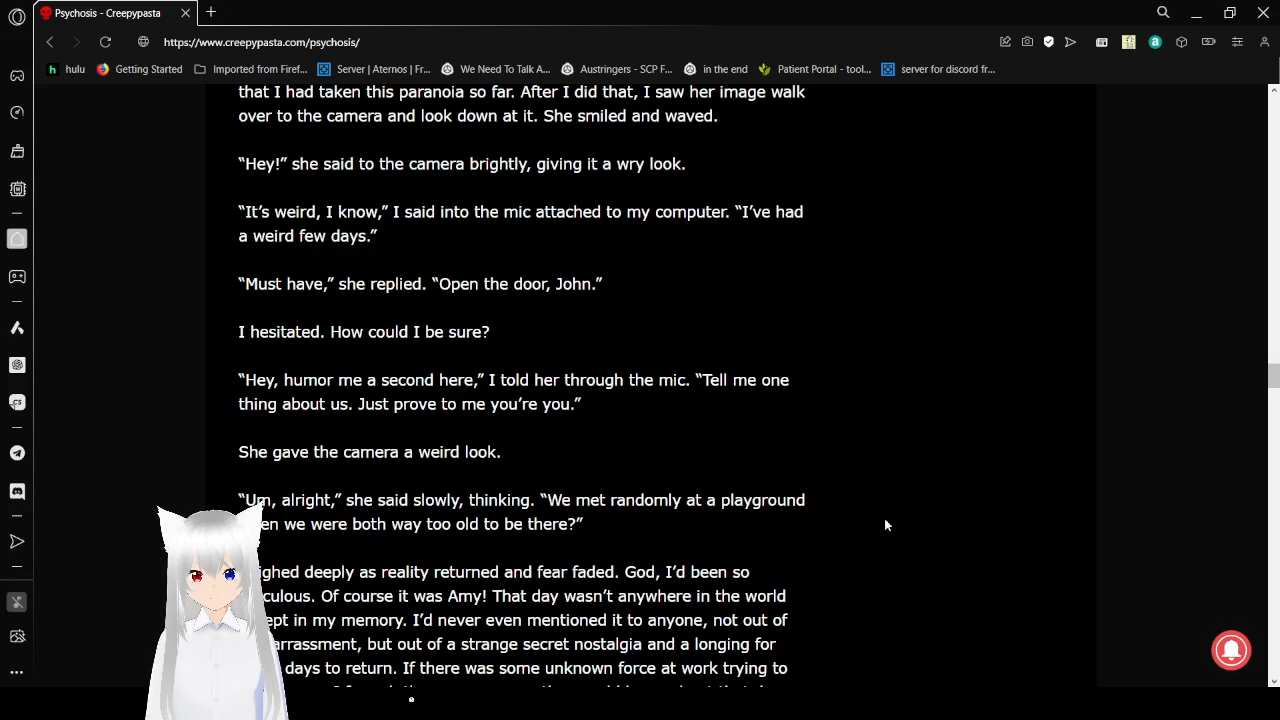 Psychosis - Creepypasta
https://www.creepypasta.com/psychosis/
hulu
Getting Started
Imported from Firef...
Server | Aternos | Fr...
We Need To Talk A...
Austringers - SCP F...
in the end
Patient Portal - tool...
server for discord fr...
that I had taken this paranoia so far. After I did that, I saw her image walk
over to the camera and look down at it. She smiled and waved.
“Hey!” she said to the camera brightly, giving it a wry look.
“It’s weird, I know,” I said into the mic attached to my computer. “I’ve had
a weird few days.”
“Must have,” she replied. “Open the door, John.”
I hesitated. How could I be sure?
“Hey, humor me a second here,” I told her through the mic. “Tell me one
thing about us. Just prove to me you’re you.”
She gave the camera a weird look.
“Um, alright,” she said slowly, thinking. “We met randomly at a playground
en we were both way too old to be there?”
ghed deeply as reality returned and fear faded. God, I’d been so
culous. Of course it was Amy! That day wasn’t anywhere in the world
ept in my memory. I’d never even mentioned it to anyone, not out of
arrassment, but out of a strange secret nostalgia and a longing for
days to return. If there was some unknown force at work trying to